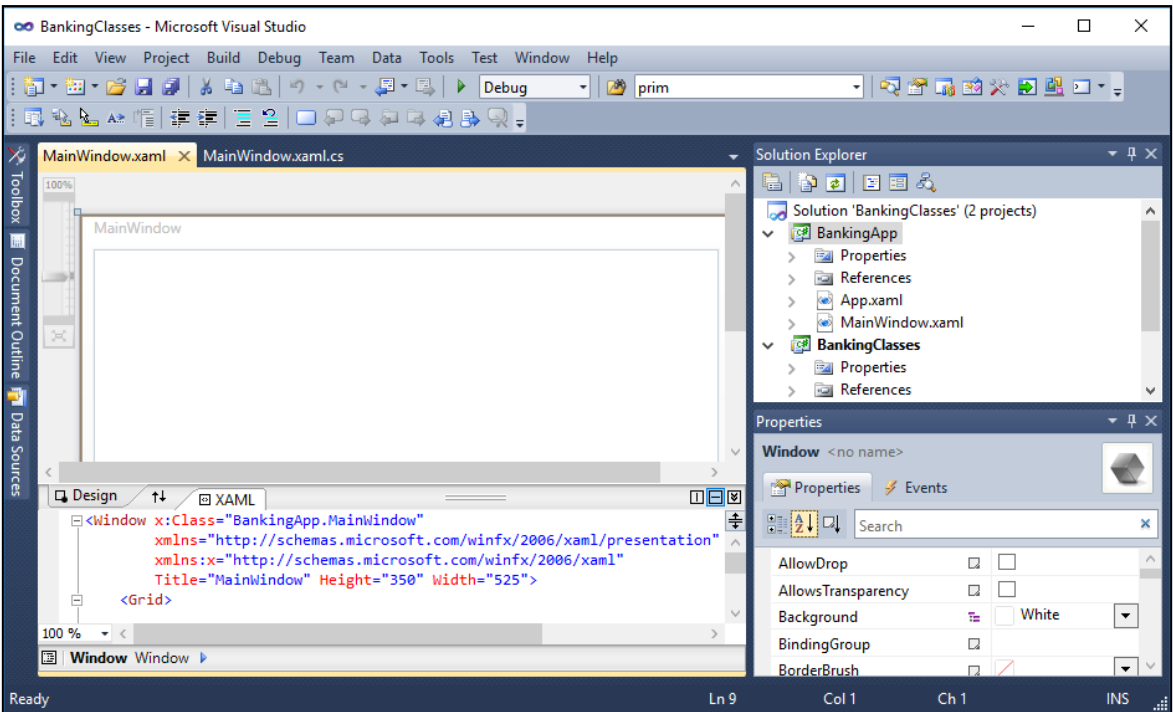 BankingClasses - Microsoft Visual Studio
File Edit View Project Build Debug Team Data Tools Test Window Help
Debug prim
MainWindow.xaml MainWindow.xaml.cs
Toolbox
Document Outline
Data Sources
100%
MainWindow
Design XAML
<Window x:Class="BankingApp.MainWindow"
xmlns="http://schemas.microsoft.com/winfx/2006/xaml/presentation"
xmlns:x="http://schemas.microsoft.com/winfx/2006/xaml"
Title="MainWindow" Height="350" Width="525">
<Grid>
100 %
Window Window
Solution Explorer
Solution 'BankingClasses' (2 projects)
BankingApp
Properties
References
App.xaml
MainWindow.xaml
BankingClasses
Properties
References
Properties
Window <no name>
Properties Events
Search
AllowDrop
AllowsTransparency
Background White
BindingGroup
BorderBrush
Ready Ln 9 Col 1 Ch 1 INS